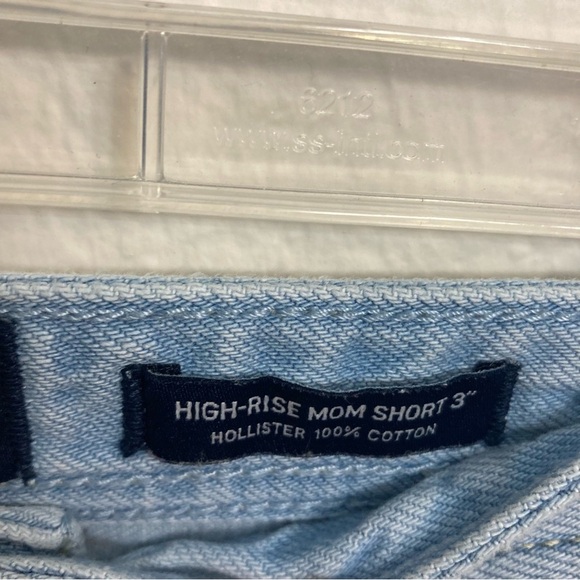 6212
HIGH-RISE MOM SHORT 3"
HOLLISTER 100% COTTON